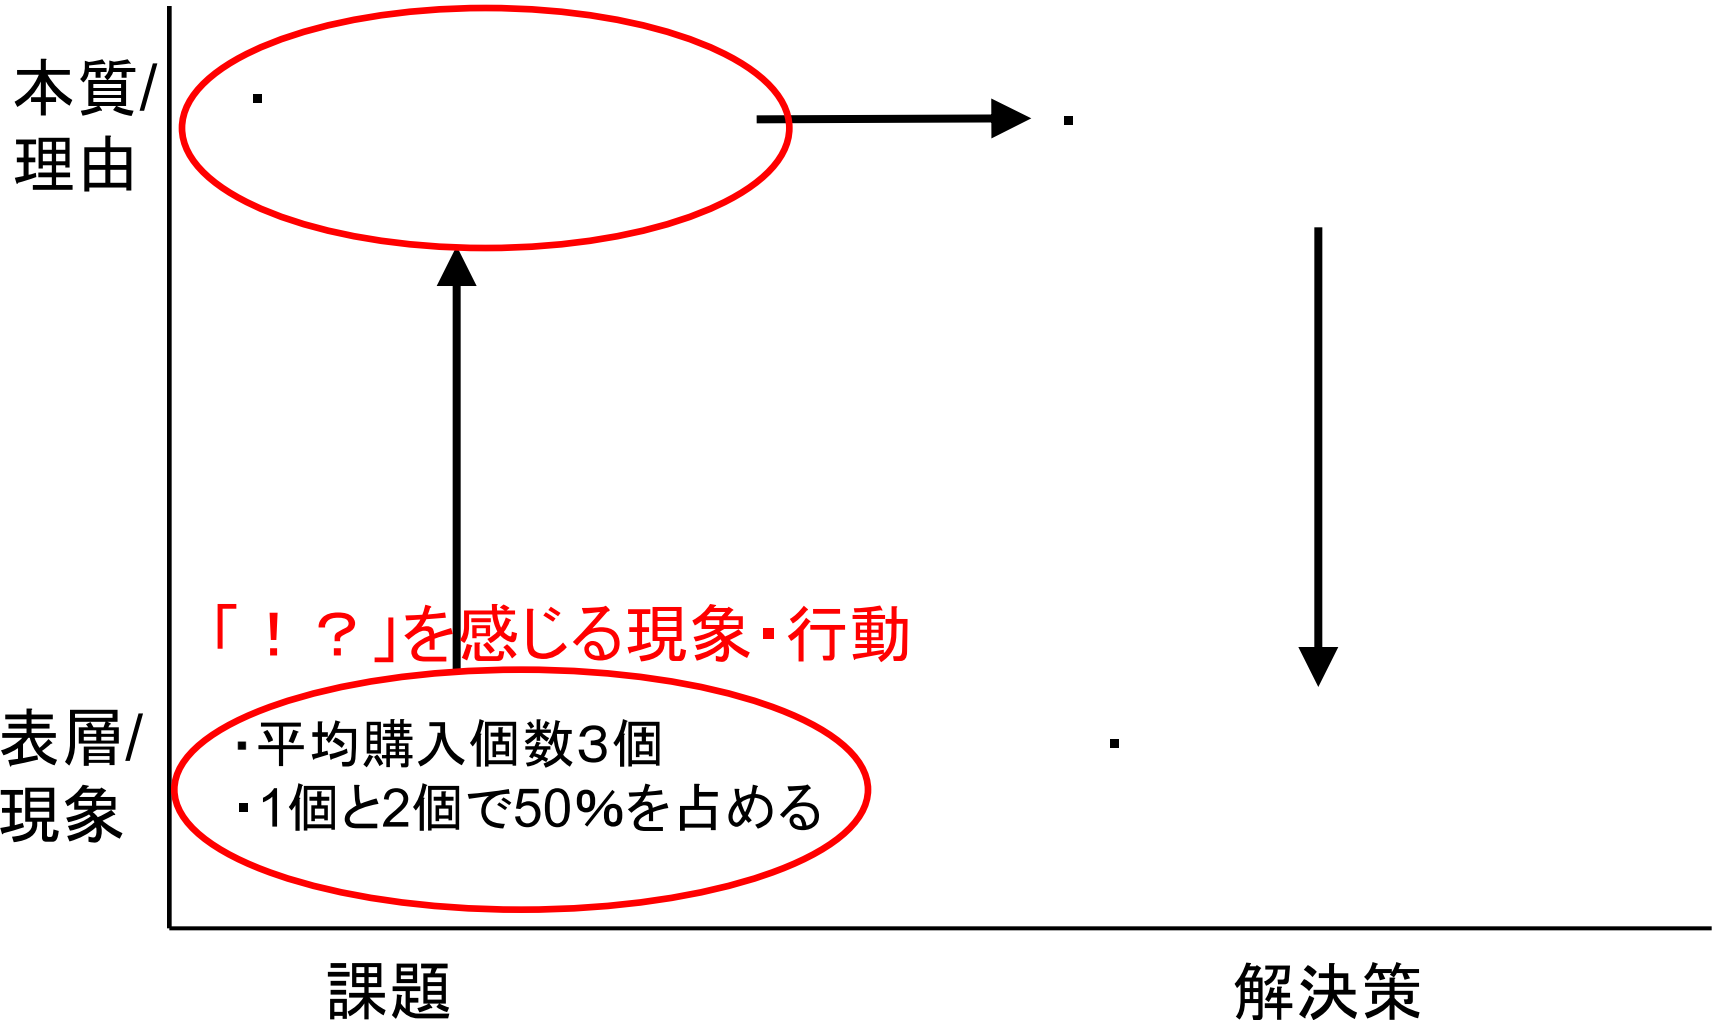 本質/
理由
・
・
「！？」を感じる現象・行動
表層/
現象
・平均購入個数３個
・1個と2個で50%を占める
・
課題
解決策